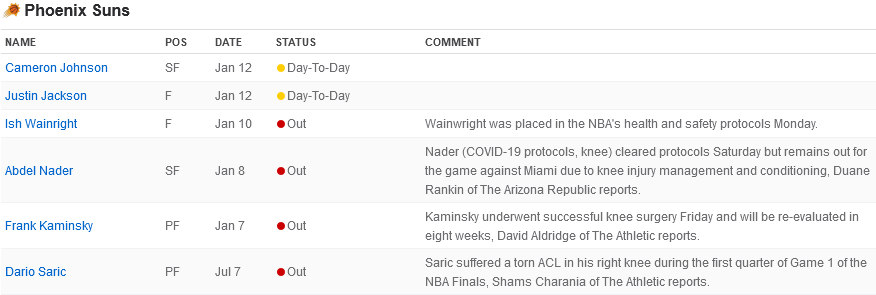 Phoenix Suns
NAME POS DATE STATUS COMMENT
Cameron Johnson SF Jan 12 Day-To-Day
Justin Jackson F Jan 12 Day-To-Day
Ish Wainright F Jan 10 Out Wainwright was placed in the NBA's health and safety protocols Monday.
Abdel Nader SF Jan 8 Out Nader (COVID-19 protocols, knee) cleared protocols Saturday but remains out for
the game against Miami due to knee injury management and conditioning, Duane
Rankin of The Arizona Republic reports.
Frank Kaminsky PF Jan 7 Out Kaminsky underwent successful knee surgery Friday and will be re-evaluated in
eight weeks, David Aldridge of The Athletic reports.
Dario Saric PF Jul 7 Out Saric suffered a torn ACL in his right knee during the first quarter of Game 1 of the
NBA Finals, Shams Charania of The Athletic reports.